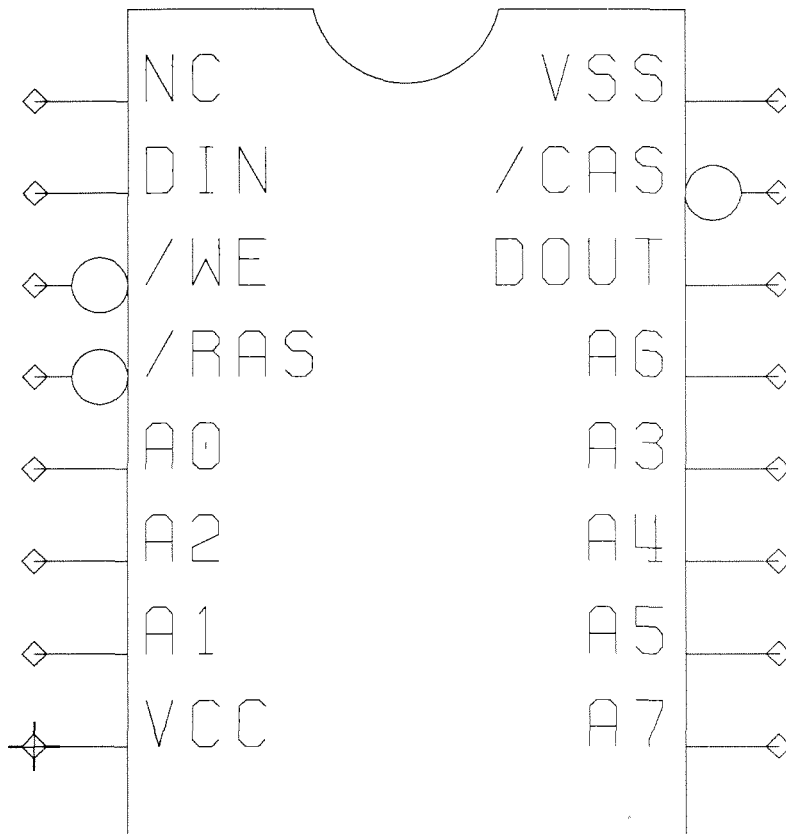 NC VSS
DIN /CAS
/WE DOUT
/RAS A6
A0 A3
A2 A4
A1 A5
VCC A7